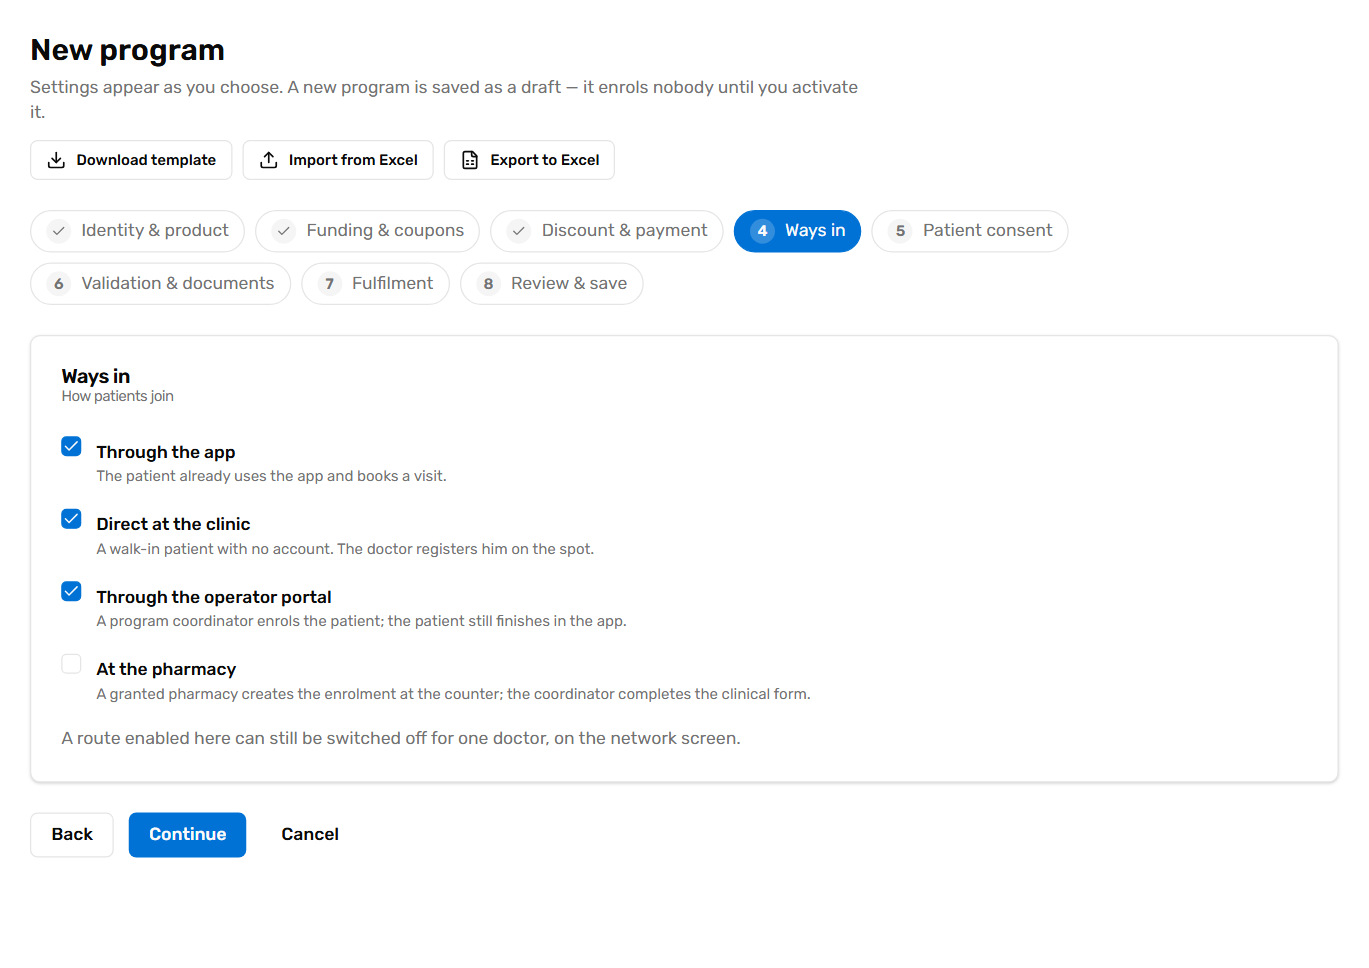 New program
Settings appear as you choose. A new program is saved as a draft — it enrols nobody until you activate
it.
Download template
Import from Excel
Export to Excel
Identity & product
Funding & coupons
Discount & payment
4 Ways in
5 Patient consent
6 Validation & documents
7 Fulfilment
8 Review & save
Ways in
How patients join
Through the app
The patient already uses the app and books a visit.
Direct at the clinic
A walk-in patient with no account. The doctor registers him on the spot.
Through the operator portal
A program coordinator enrols the patient; the patient still finishes in the app.
At the pharmacy
A granted pharmacy creates the enrolment at the counter; the coordinator completes the clinical form.
A route enabled here can still be switched off for one doctor, on the network screen.
Back
Continue
Cancel